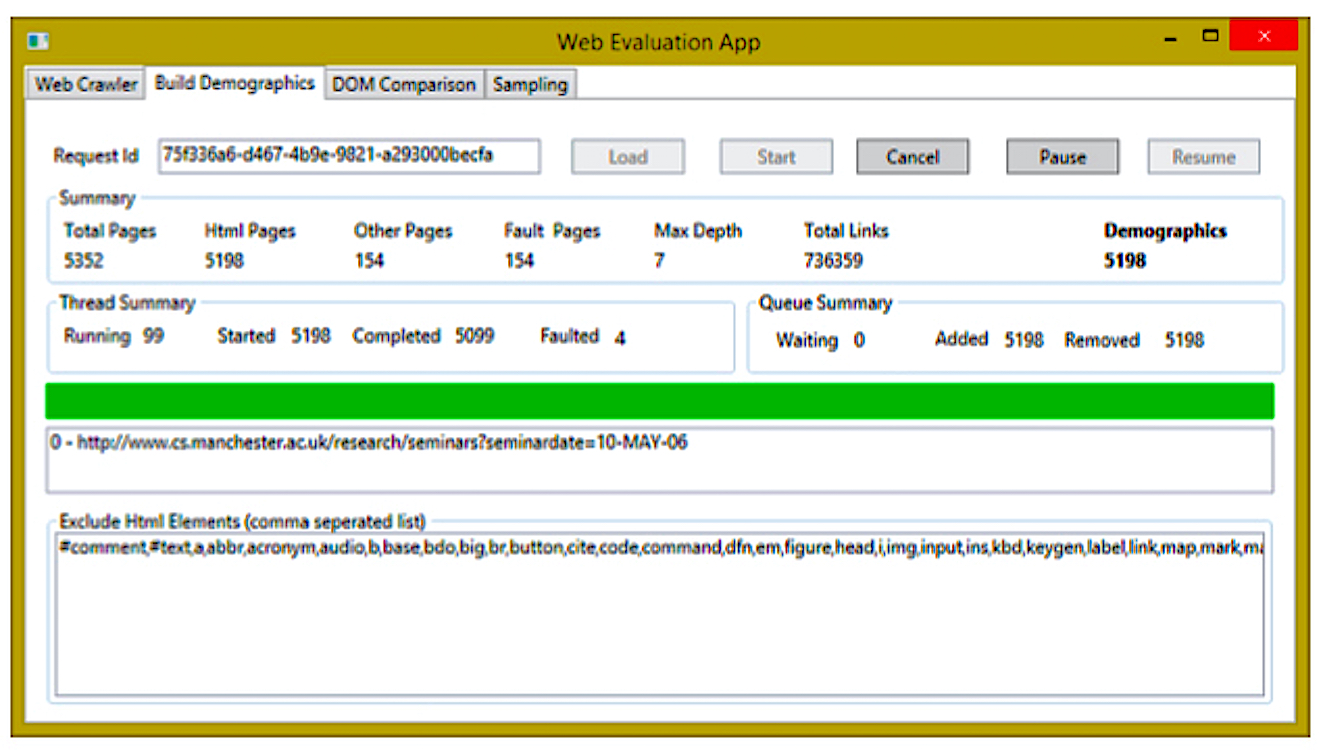 Web Evaluation App
Web Crawler Build Demographics DOM Comparison Sampling
Request Id 75f336a6-d467-4b9e-9821-a293000becfa Load Start Cancel Pause Resume
Summary
Total Pages Html Pages Other Pages Fault Pages Max Depth Total Links Demographics
5352 5198 154 154 7 736359 5198
Thread Summary Queue Summary
Running 99 Started 5198 Completed 5099 Faulted 4 Waiting 0 Added 5198 Removed 5198
0 - http://www.cs.manchester.ac.uk/research/seminars?seminardate=10-MAY-06
Exclude Html Elements (comma seperated list)
#comment,#text,a,abbr,acronym,audio,b,base,bdo,big,br,button,cite,code,command,dfn,em,figure,head,i,img,input,ins,kbd,keygen,label,link,map,mark,